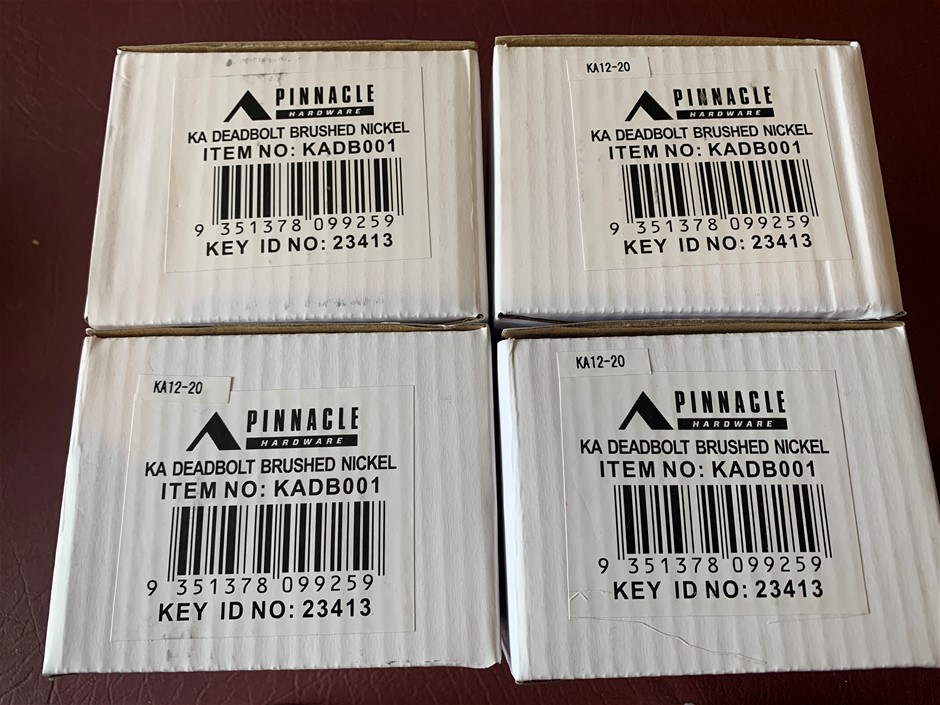 PINNACLE
HARDWARE
KA DEADBOLT BRUSHED NICKEL
ITEM NO: KADB001
9 351378 099259
KEY ID NO: 23413
KA12-20
PINNACLE
HARDWARE
KA DEADBOLT BRUSHED NICKEL
ITEM NO: KADB001
9 351378 099259
KEY ID NO: 23413
KA12-20
PINNACLE
HARDWARE
KA DEADBOLT BRUSHED NICKEL
ITEM NO: KADB001
9 351378 099259
KEY ID NO: 23413
KA12-20
PINNACLE
HARDWARE
KA DEADBOLT BRUSHED NICKEL
ITEM NO: KADB001
9 351378 099259
KEY ID NO: 23413